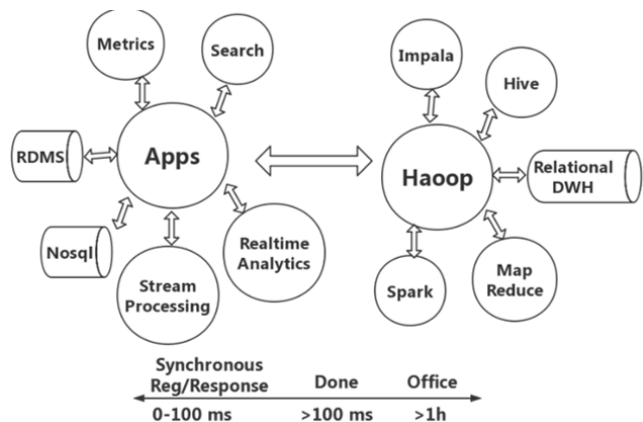 Metrics
Search
Impala
Hive
RDMS
Apps
Haoop
Relational
DWH
Nosql
Stream
Processing
Realtime
Analytics
Spark
Map
Reduce
Synchronous
Reg/Response
Done
Office
0-100 ms
>100 ms
>1h